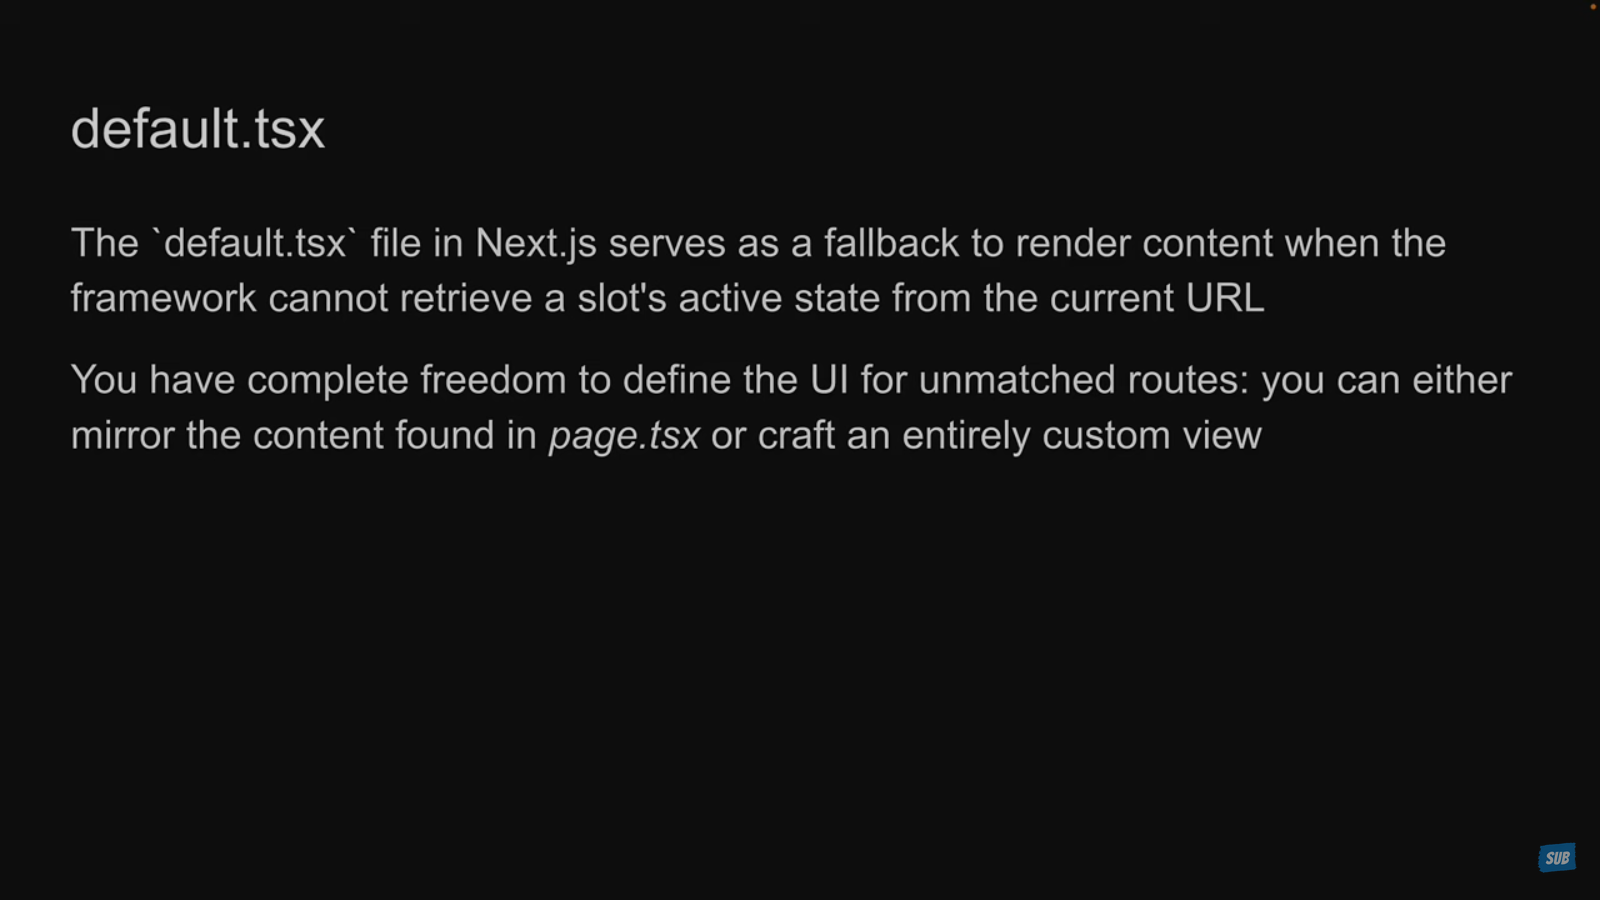 default.tsx
The `default.tsx` file in Next.js serves as a fallback to render content when the
framework cannot retrieve a slot's active state from the current URL
You have complete freedom to define the UI for unmatched routes: you can either
mirror the content found in page.tsx or craft an entirely custom view
SUB